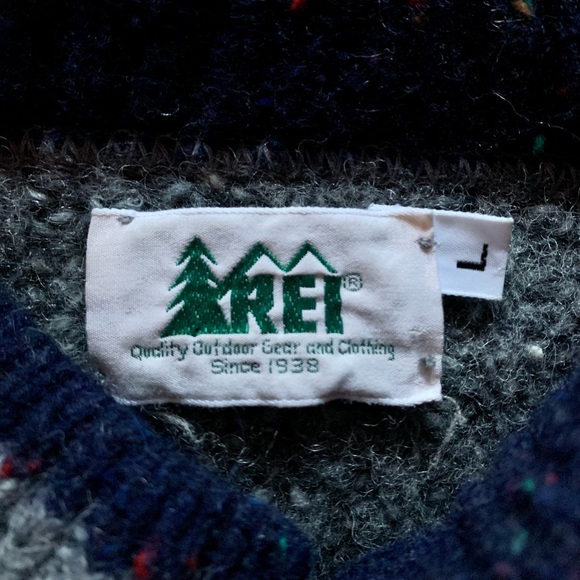 REI®
Quality Outdoor Gear and Clothing
Since 1938
L